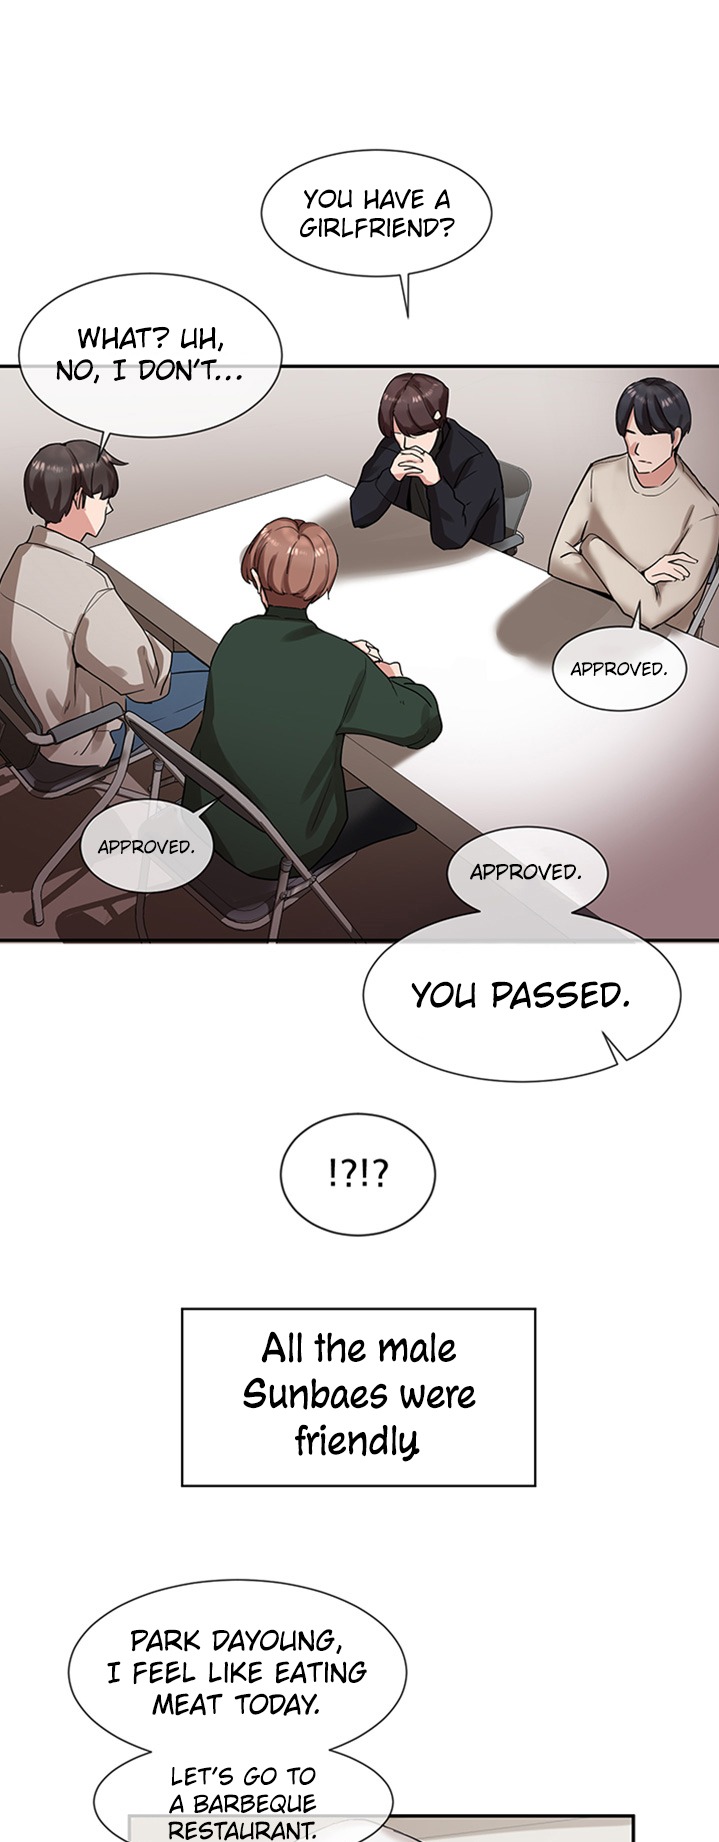 YOU HAVE A
GIRLFRIEND?
WHAT? UH,
NO, I DON'T...
APPROVED.
APPROVED.
APPROVED.
YOU PASSED.
!?!?
All the male
Sunbaes were
friendly.
PARK DAYOUNG,
I FEEL LIKE EATING
MEAT TODAY.
LET'S GO TO
A BARBEQUE
RESTAURANT.